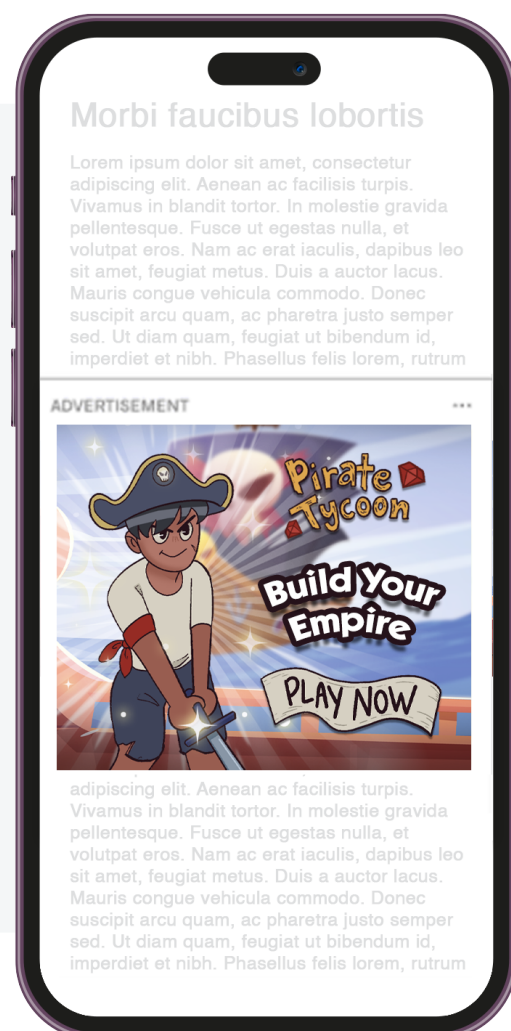 Morbi faucibus lobortis
Lorem ipsum dolor sit amet, consectetur
adipiscing elit. Aenean ac facilisis turpis.
Vivamus in blandit tortor. In molestie gravida
pellentesque. Fusce ut egestas nulla, et
volutpat eros. Nam ac erat iaculis, dapibus leo
sit amet, feugiat metus. Duis a auctor lacus.
Mauris congue vehicula commodo. Donec
suscipit arcu quam, ac pharetra justo semper
sed. Ut diam quam, feugiat ut bibendum id,
imperdiet et nibh. Phasellus felis lorem, rutrum
ADVERTISEMENT
Pirate
Tycoon
Build Your
Empire
PLAY NOW
adipiscing elit. Aenean ac facilisis turpis.
Vivamus in blandit tortor. In molestie gravida
pellentesque. Fusce ut egestas nulla, et
volutpat eros. Nam ac erat iaculis, dapibus leo
sit amet, feugiat metus. Duis a auctor lacus.
Mauris congue vehicula commodo. Donec
suscipit arcu quam, ac pharetra justo semper
sed. Ut diam quam, feugiat ut bibendum id,
imperdiet et nibh. Phasellus felis lorem, rutrum